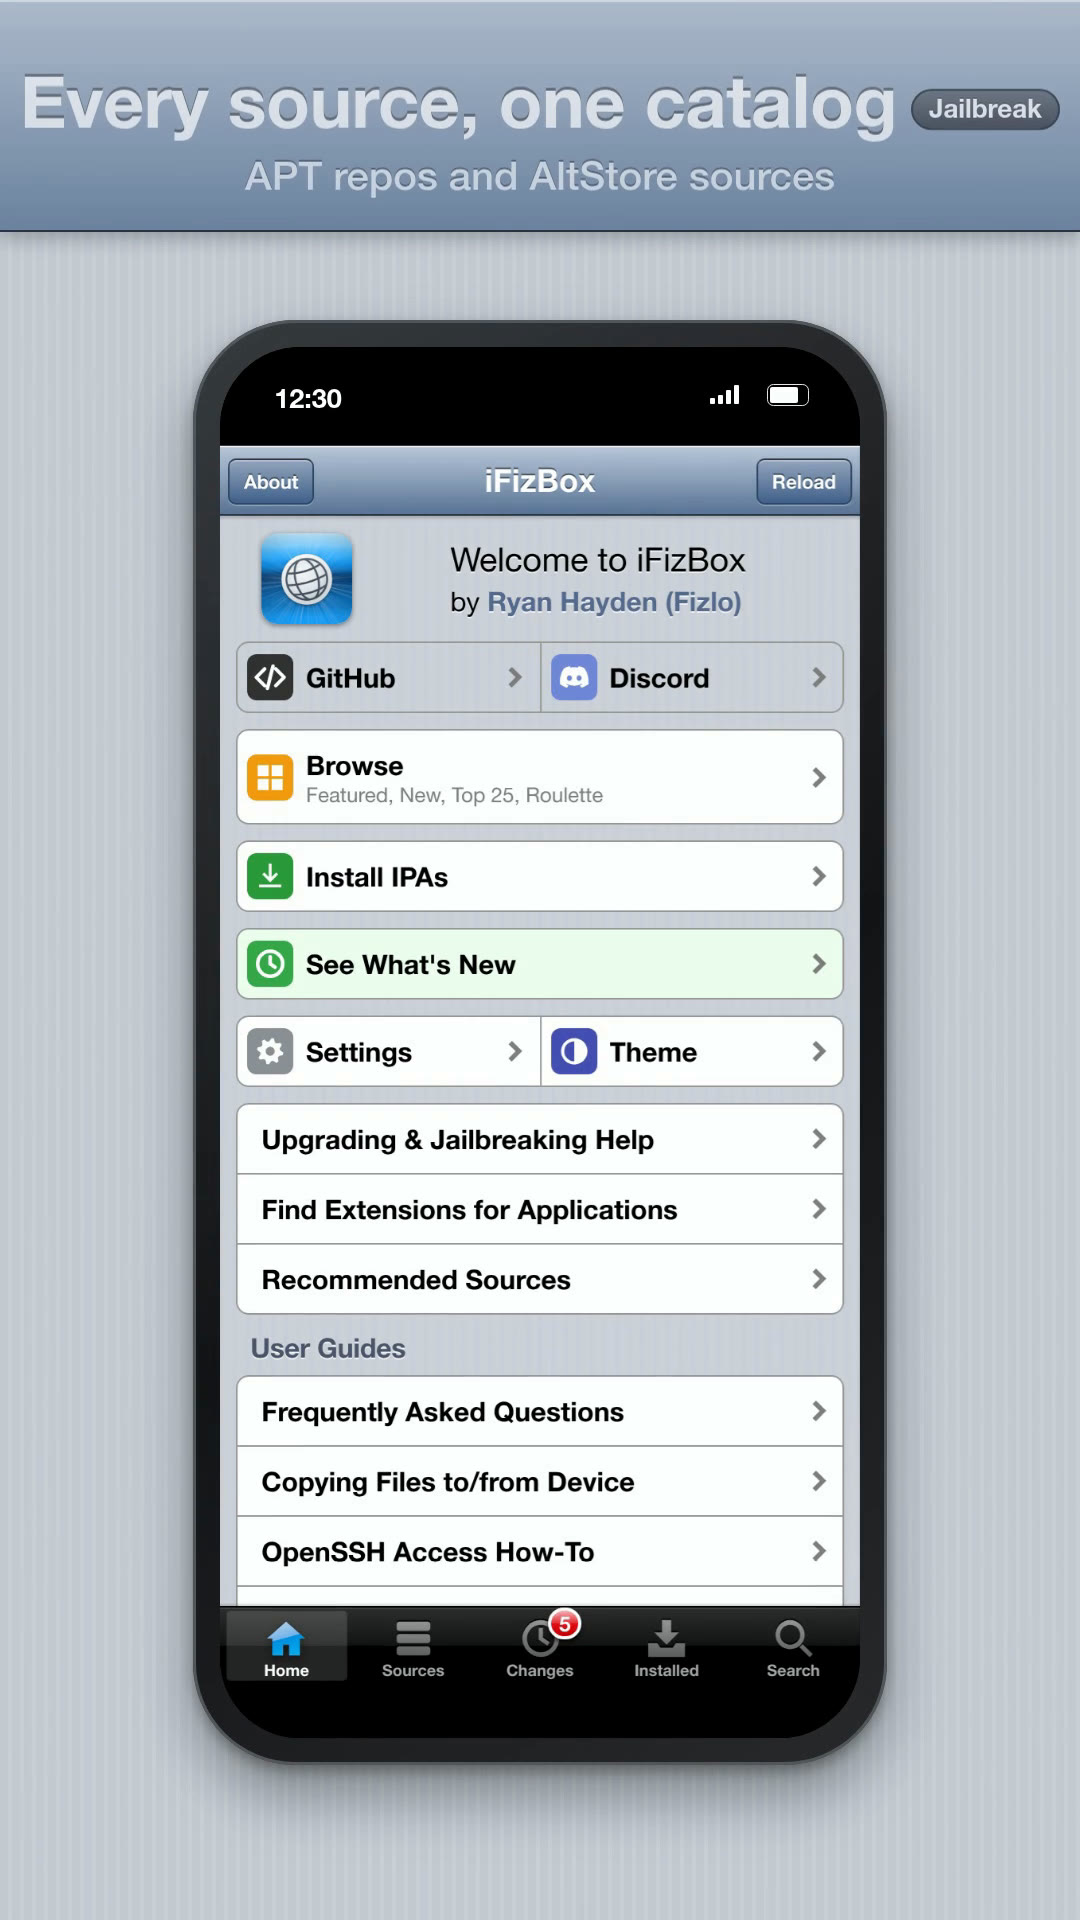 Every source, one catalog Jailbreak
APT repos and AltStore sources
12:30
About iFizBox Reload
Welcome to iFizBox
by Ryan Hayden (Fizlo)
GitHub Discord
Browse
Featured, New, Top 25, Roulette
Install IPAs
See What's New
Settings Theme
Upgrading & Jailbreaking Help
Find Extensions for Applications
Recommended Sources
User Guides
Frequently Asked Questions
Copying Files to/from Device
OpenSSH Access How-To
5
Home Sources Changes Installed Search